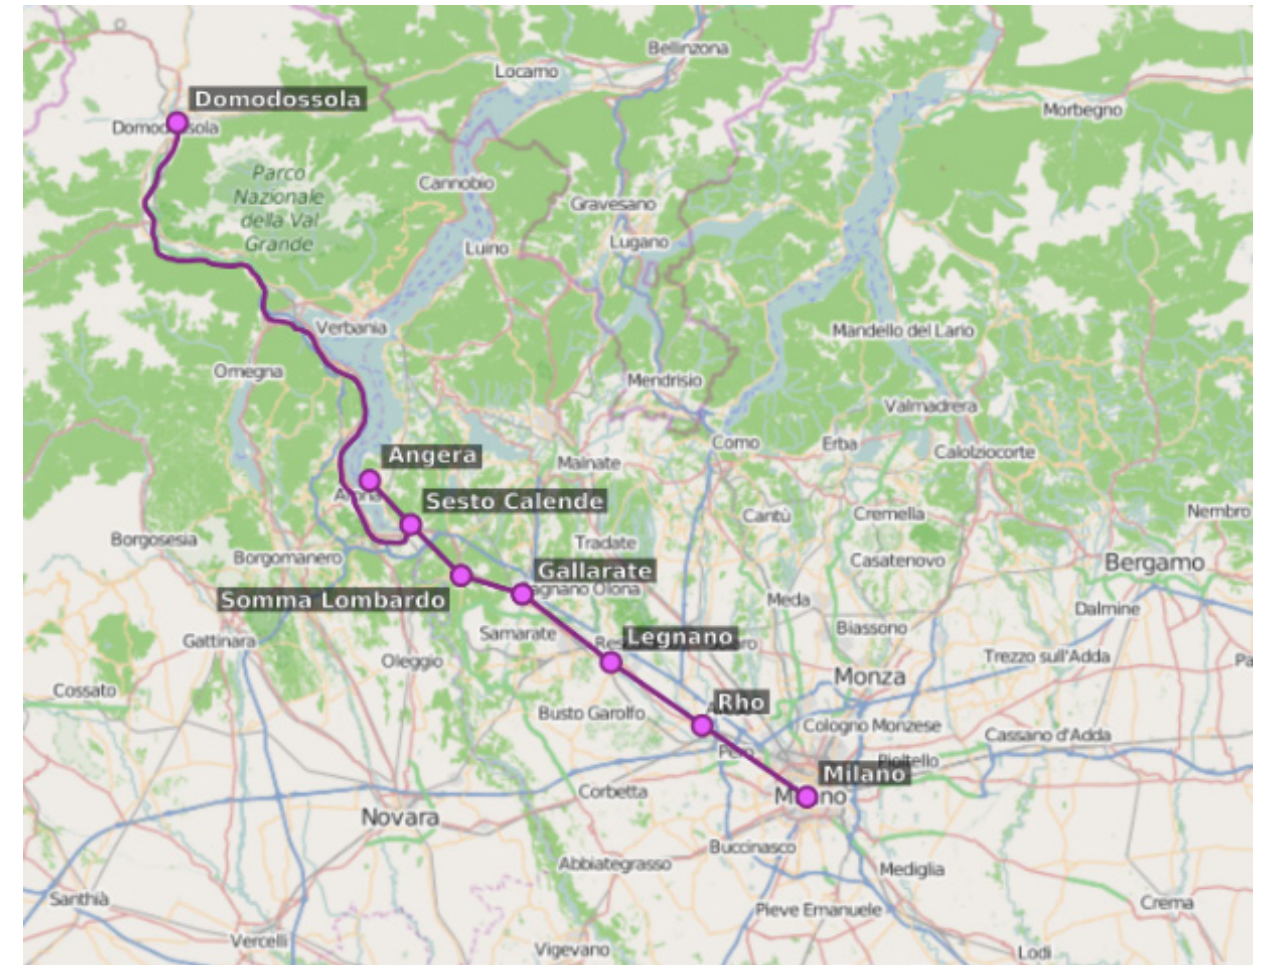 Bellinzona
Locarno
Domodossola
Morbegno
Parco
Nazionale
della Val
Grande
Cannobio
Gravesano
Luino
Lugano
Verbania
Mandello del Lario
Omegna
Mendrisio
Valmadrera
Como
Erba
Calolziocorte
Angera
Malnate
Sesto Calende
Cantù
Cremella
Nembro
Borgosesia
Tradate
Borgomanero
Casatenovo
Bergamo
Gallarate
Somma Lombardo
Meda
Dalmine
Biassono
Samarate
Legnano
Gattinara
Oleggio
Trezzo sull'Adda
Pa
Monza
Cossato
Rho
Busto Garolfo
Cologno Monzese
Cassano d'Adda
Pero
Pioltello
Milano
Corbetta
Novara
Buccinasco
Abbiategrasso
Mediglia
Santhià
Pieve Emanuele
Crema
Vercelli
Vigevano
Lodi